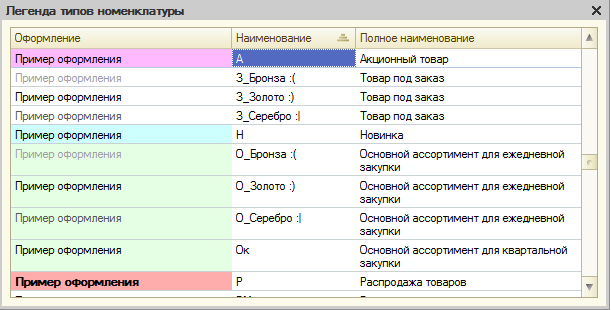 Легенда типов номенклатуры
Оформление Наименование Полное наименование
Пример оформления А Акционный товар
Пример оформления З_Бронза :( Товар под заказ
Пример оформления З_Золото :) Товар под заказ
Пример оформления З_Серебро :| Товар под заказ
Пример оформления Н Новинка
Пример оформления О_Бронза :( Основной ассортимент для ежедневной
закупки
Пример оформления О_Золото :) Основной ассортимент для ежедневной
закупки
Пример оформления О_Серебро :| Основной ассортимент для ежедневной
закупки
Пример оформления Ок Основной ассортимент для квартальной
закупки
Пример оформления Р Распродажа товаров